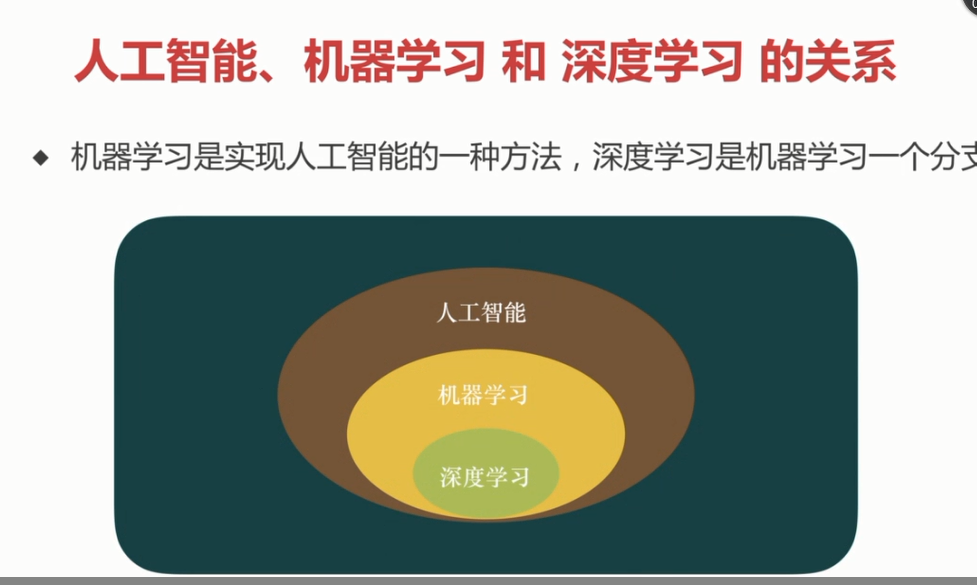 人工智能、机器学习 和 深度学习 的关系
◆ 机器学习是实现人工智能的一种方法，深度学习是机器学习一个分支
人工智能
机器学习
深度学习